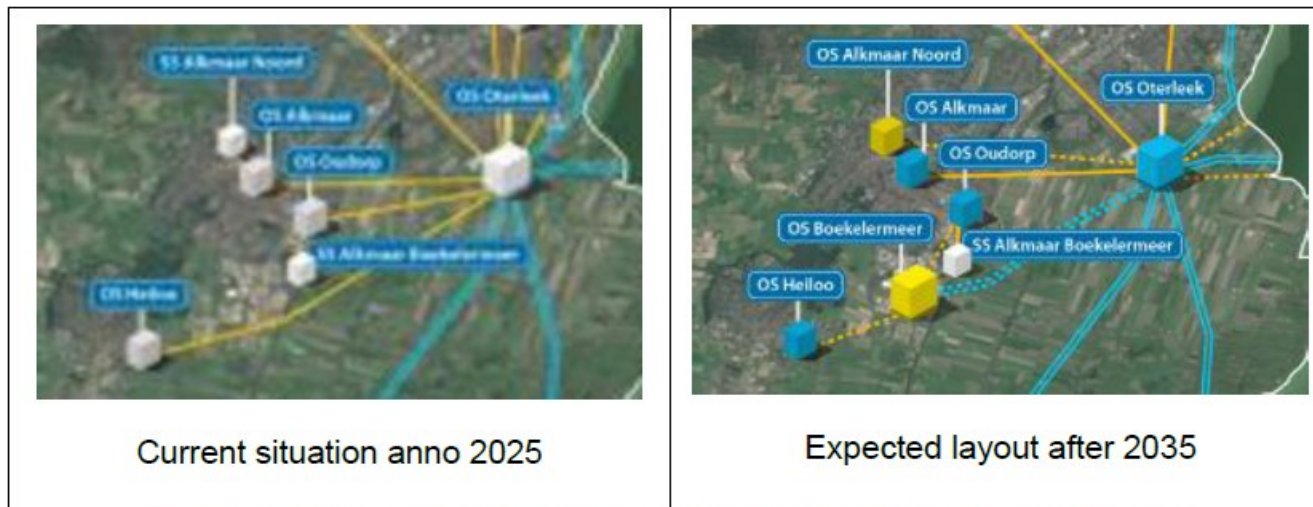 SS Alkmaar Noord
OS Alkmaar
OS Oterleek
OS Oudorp
SS Alkmaar Boekelermeer
OS Heiloo
Current situation anno 2025
OS Alkmaar Noord
OS Alkmaar
OS Oterleek
OS Oudorp
OS Boekelermeer
SS Alkmaar Boekelermeer
OS Heiloo
Expected layout after 2035